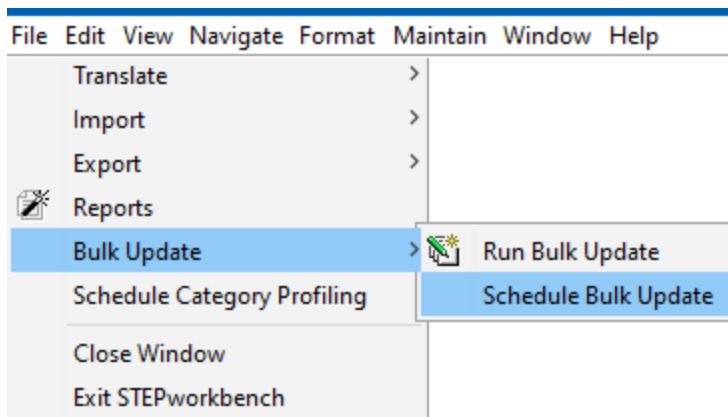 File Edit View Navigate Format Maintain Window Help
Translate
Import
Export
Reports
Bulk Update
Run Bulk Update
Schedule Category Profiling
Schedule Bulk Update
Close Window
Exit STEPworkbench